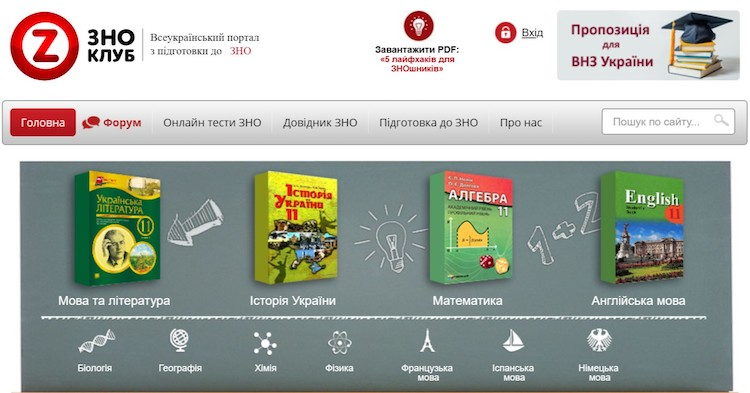 Z
ЗНО
КЛУБ
Всеукраїнський портал
з підготовки до ЗНО
Завантажити PDF:
«5 лайфхаків для
ЗНОшників»
Вхід
Пропозиція
для
ВНЗ України
Головна
Форум
Онлайн тести ЗНО
Довідник ЗНО
Підготовка до ЗНО
Про нас
Пошук по сайту...
УКРАЇНСЬКА
ЛІТЕРАТУРА
11
ІСТОРІЯ
УКРАЇНИ
11
АЛГЕБРА
11
English
11
1+2
Мова та література
Історія України
Математика
Англійська мова
Біологія
Географія
Хімія
Фізика
Французька
мова
Іспанська
мова
Німецька
мова